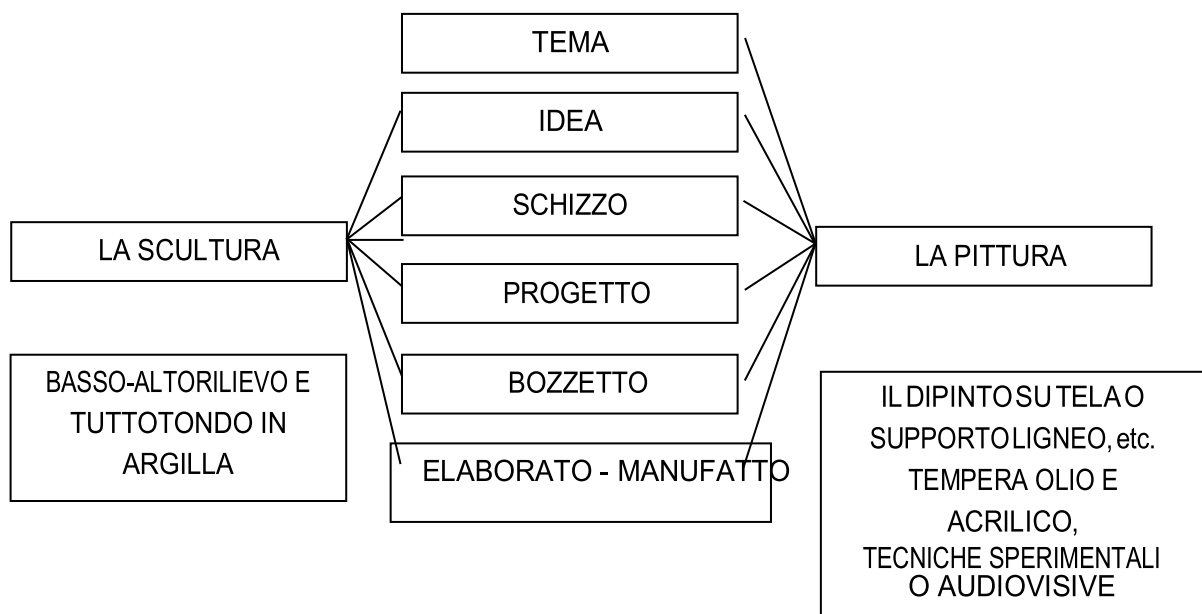 TEMA
IDEA
SCHIZZO
LA SCULTURA
LA PITTURA
PROGETTO
BOZZETTO
BASSO-ALTORILIEVO E
TUTTOTONDO IN
ARGILLA
ELABORATO - MANUFATTO
IL DIPINTO SU TELA O
SUPPORTO LIGNEO, etc.
TEMPERA OLIO E
ACRILICO,
TECNICHE SPERIMENTALI
O AUDIOVISIVE